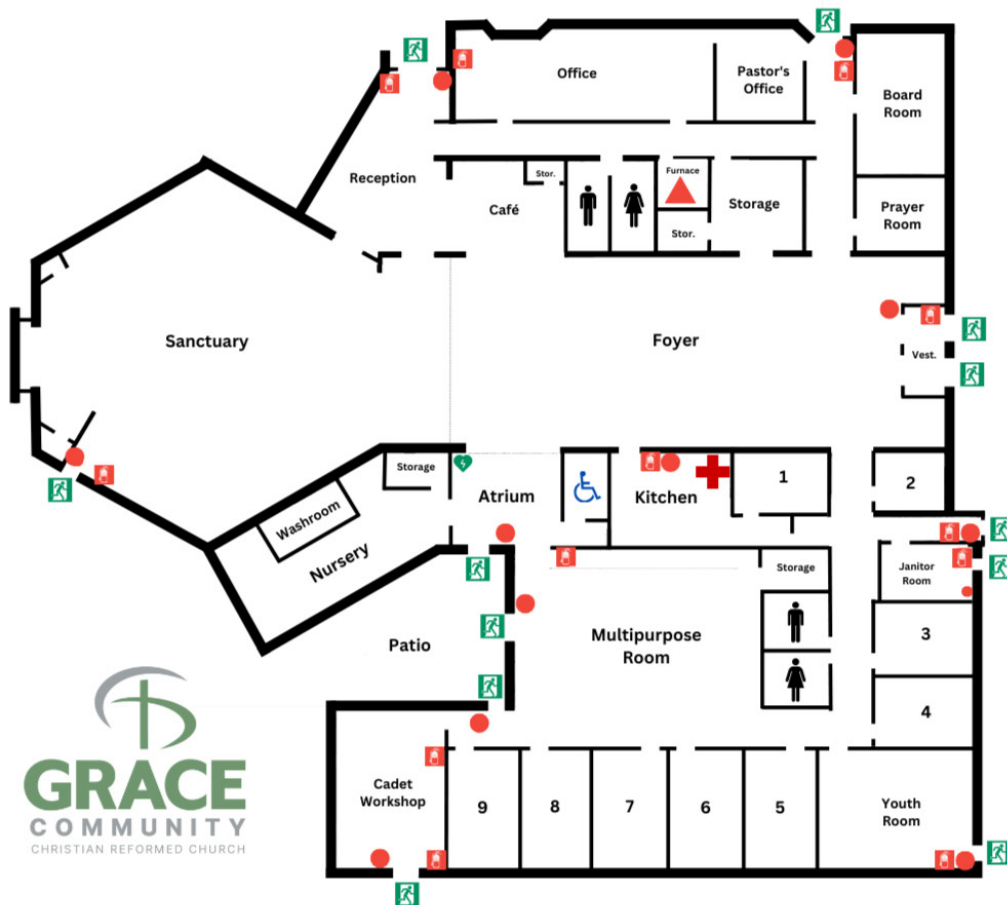 Office
Pastor's
Office
Board
Room
Reception
Stor.
Café
Furnace
Storage
Stor.
Prayer
Room
Sanctuary
Foyer
Vest.
Storage
Atrium
Kitchen
1
2
Washroom
Nursery
Storage
Janitor
Room
Patio
Multipurpose
Room
3
4
Cadet
Workshop
9
8
7
6
5
Youth
Room
GRACE
COMMUNITY
CHRISTIAN REFORMED CHURCH